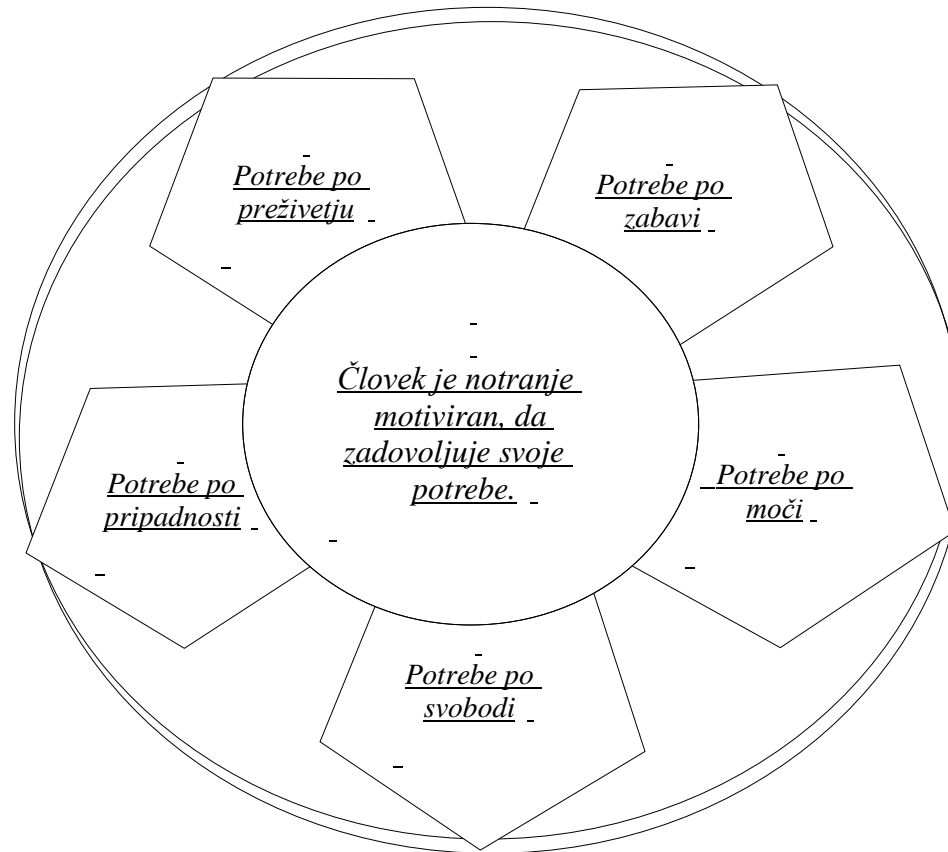 Potrebe po
preživetju
Potrebe po
zabavi
Človek je notranje
motiviran, da
zadovoljuje svoje
potrebe.
Potrebe po
pripadnosti
Potrebe po
moči
Potrebe po
svobodi